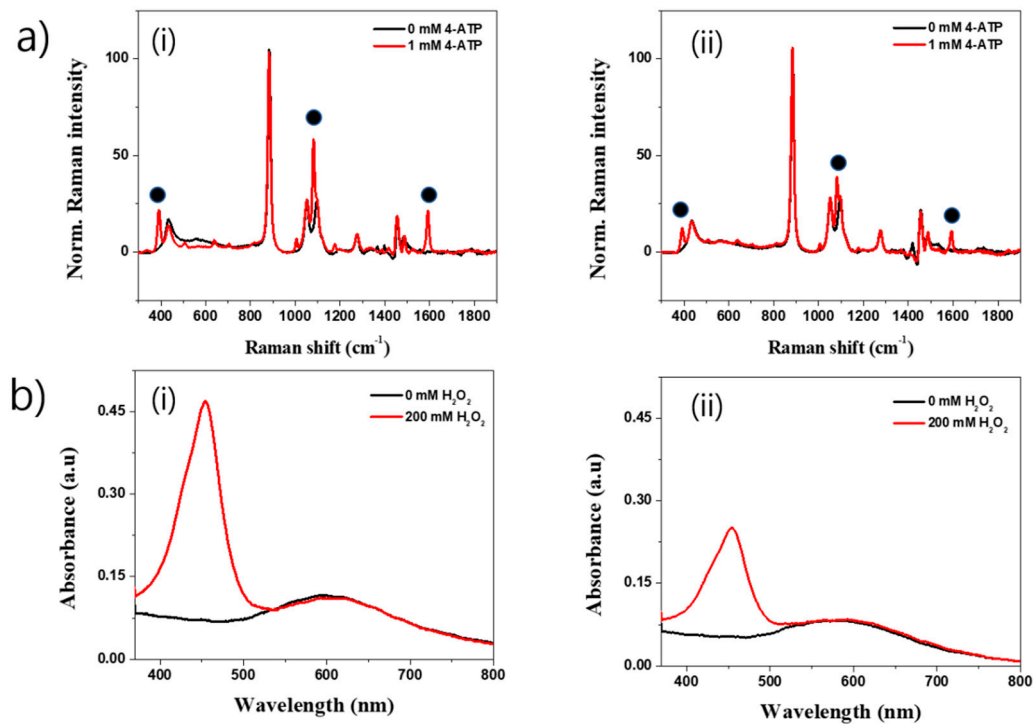 a)
(i)
0 mM 4-ATP
1 mM 4-ATP
100
50
0
Norm. Raman intensity
400 600 800 1000 1200 1400 1600 1800
Raman shift (cm⁻¹)
(ii)
0 mM 4-ATP
1 mM 4-ATP
100
50
0
Norm. Raman intensity
400 600 800 1000 1200 1400 1600 1800
Raman shift (cm⁻¹)
b)
(i)
0 mM H₂O₂
200 mM H₂O₂
0.45
0.30
0.15
0.00
Absorbance (a.u)
400 500 600 700 800
Wavelength (nm)
(ii)
0 mM H₂O₂
200 mM H₂O₂
0.45
0.30
0.15
0.00
Absorbance (a.u)
400 500 600 700 800
Wavelength (nm)